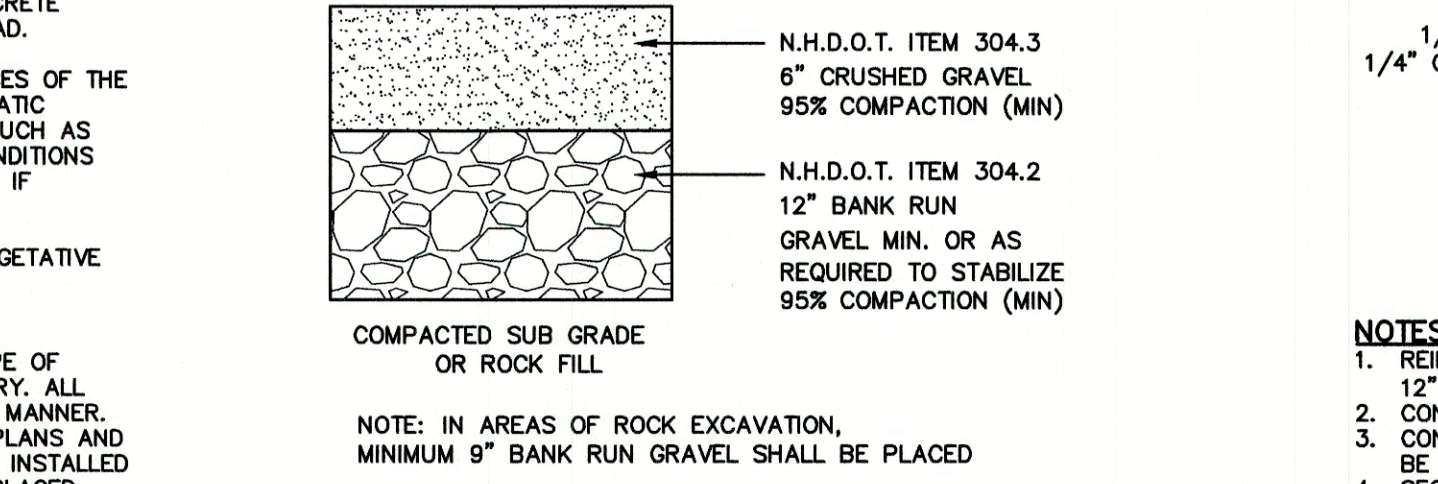 AD.
ES OF THE
ATIC
UCH AS
NDITIONS
IF
GETATIVE
PE OF
RY. ALL
MANNER.
PLANS AND
INSTALLED
N.H.D.O.T. ITEM 304.3
6" CRUSHED GRAVEL
95% COMPACTION (MIN)
N.H.D.O.T. ITEM 304.2
12" BANK RUN
GRAVEL MIN. OR AS
REQUIRED TO STABILIZE
95% COMPACTION (MIN)
COMPACTED SUB GRADE
OR ROCK FILL
NOTE: IN AREAS OF ROCK EXCAVATION,
MINIMUM 9" BANK RUN GRAVEL SHALL BE PLACED
1/4"
NOTES
1. REI
12"
2. CON
3. CON
BE